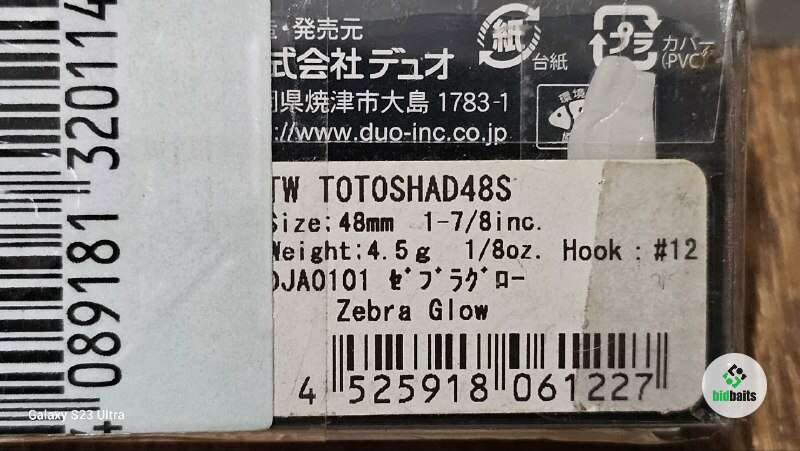 ・発売元
式会社デュオ
県焼津市大島 1783-1
://www.duo-inc.co.jp
紙
台紙
プラ
カバー
(PVC)
環境
TW TOTOSHAD48S
Size:48mm 1-7/8inc.
Weight:4.5g 1/8oz. Hook : #12
DJA0101 ゼブラグロー
Zebra Glow
4 525918 061227
089181 320114
Galaxy S23 Ultra
bidbaits